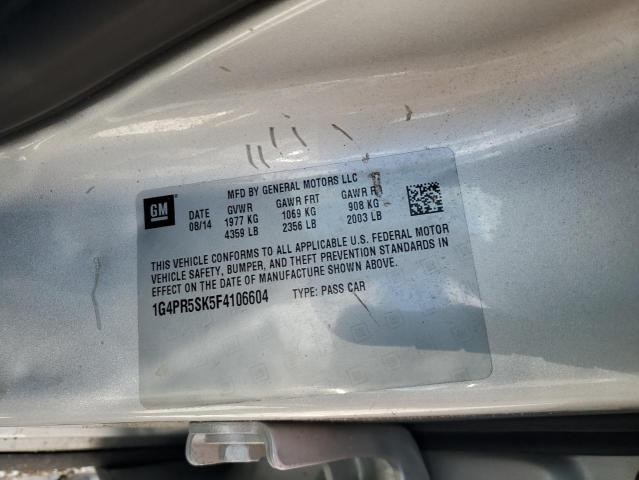 MFD BY GENERAL MOTORS LLC
GM DATE GVWR GAWR FRT GAWR
08/14 1977 KG 1069 KG 908 KG
4359 LB 2356 LB 2003 LB
THIS VEHICLE CONFORMS TO ALL APPLICABLE U.S. FEDERAL MOTOR
VEHICLE SAFETY, BUMPER, AND THEFT PREVENTION STANDARDS IN
EFFECT ON THE DATE OF MANUFACTURE SHOWN ABOVE.
1G4PR5SK5F4106604 TYPE: PASS CAR